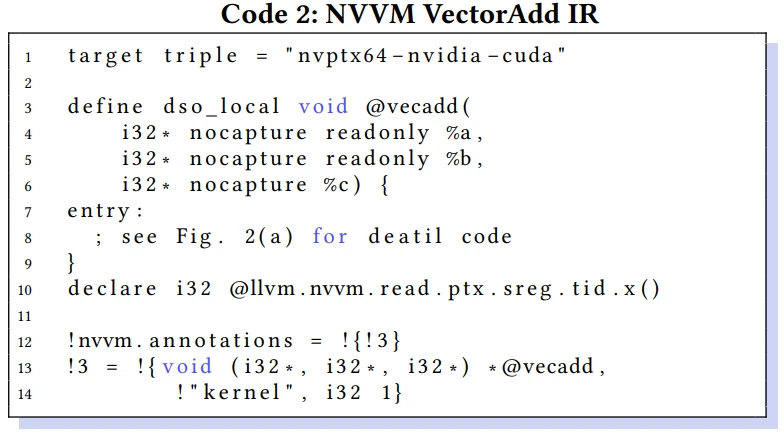 Code 2: NVVM VectorAdd IR
1 target triple = "nvptx64-nvidia-cuda"
2
3 define dso_local void @vecadd(
4 i32* nocapture readonly %a,
5 i32* nocapture readonly %b,
6 i32* nocapture %c) {
7 entry:
8 ; see Fig. 2(a) for deatil code
9 }
10 declare i32 @llvm.nvvm.read.ptx.sreg.tid.x()
11
12 !nvvm.annotations = !{!3}
13 !3 = !{void (i32*, i32*, i32*) *@vecadd,
14 !"kernel", i32 1}